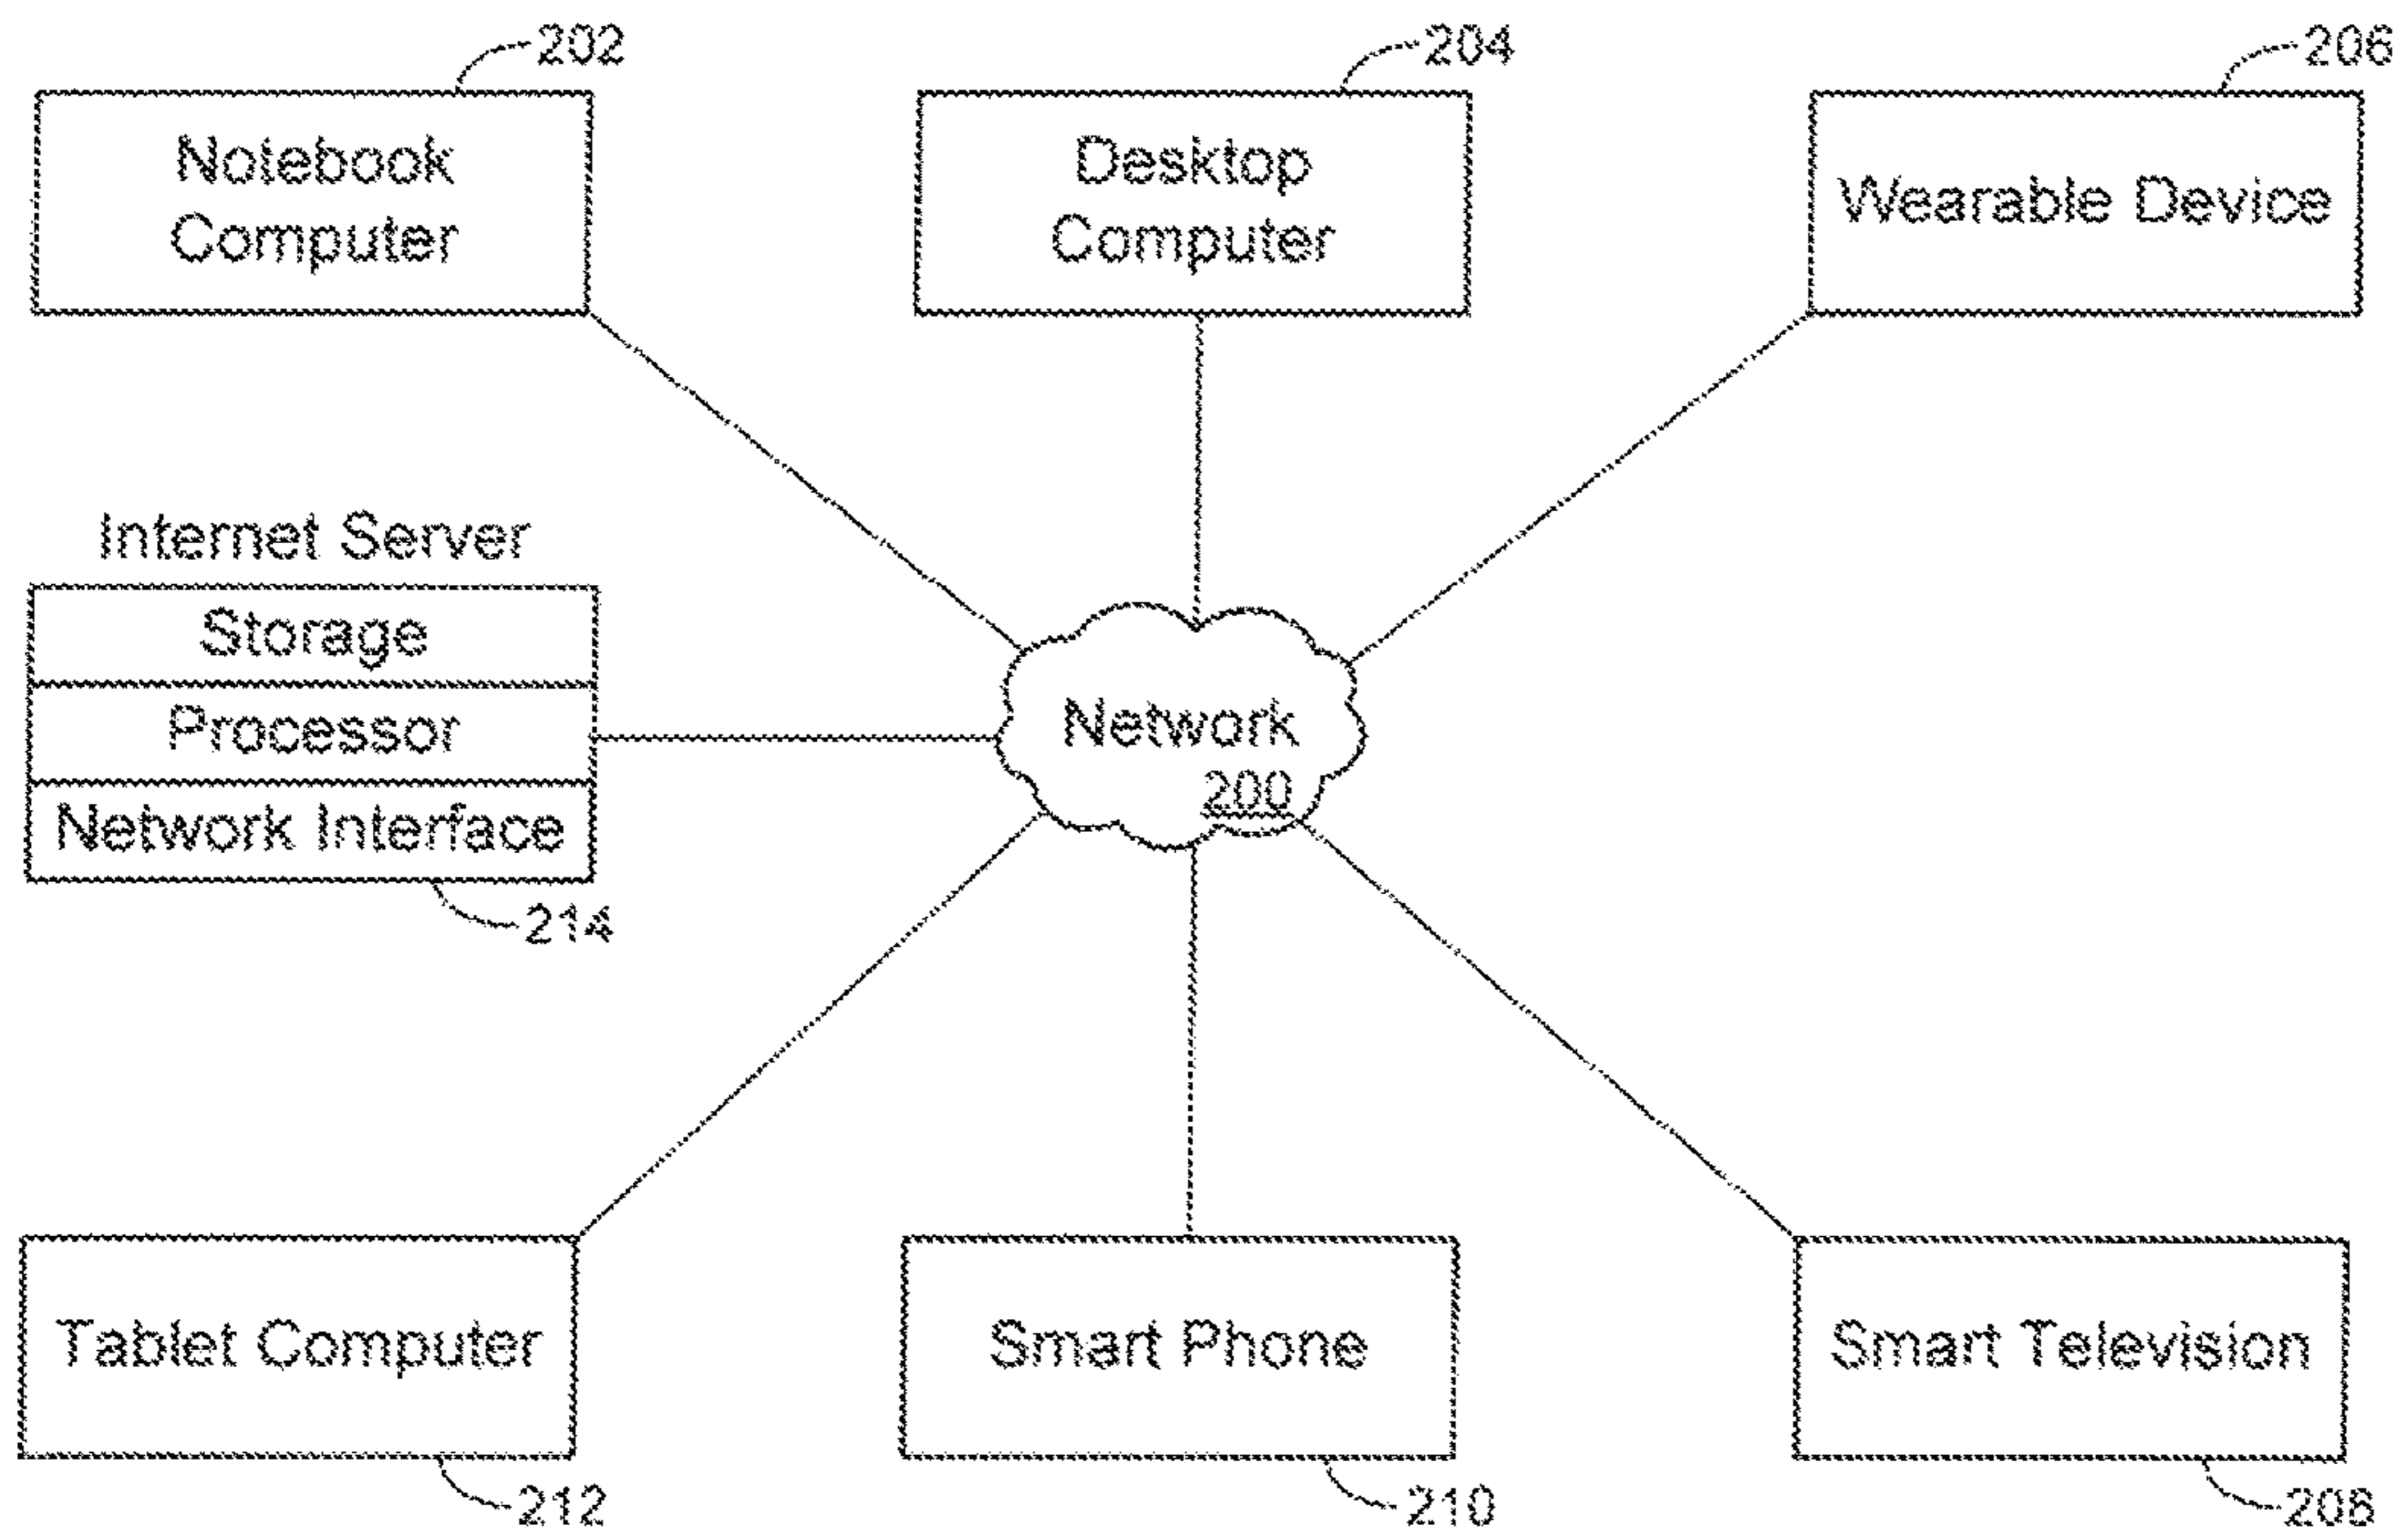 202
204
206
Notebook
Computer
Desktop
Computer
Wearable Device
Internet Server
Storage
Processor
Network Interface
214
Network
200
Tablet Computer
Smart Phone
Smart Television
212
210
208